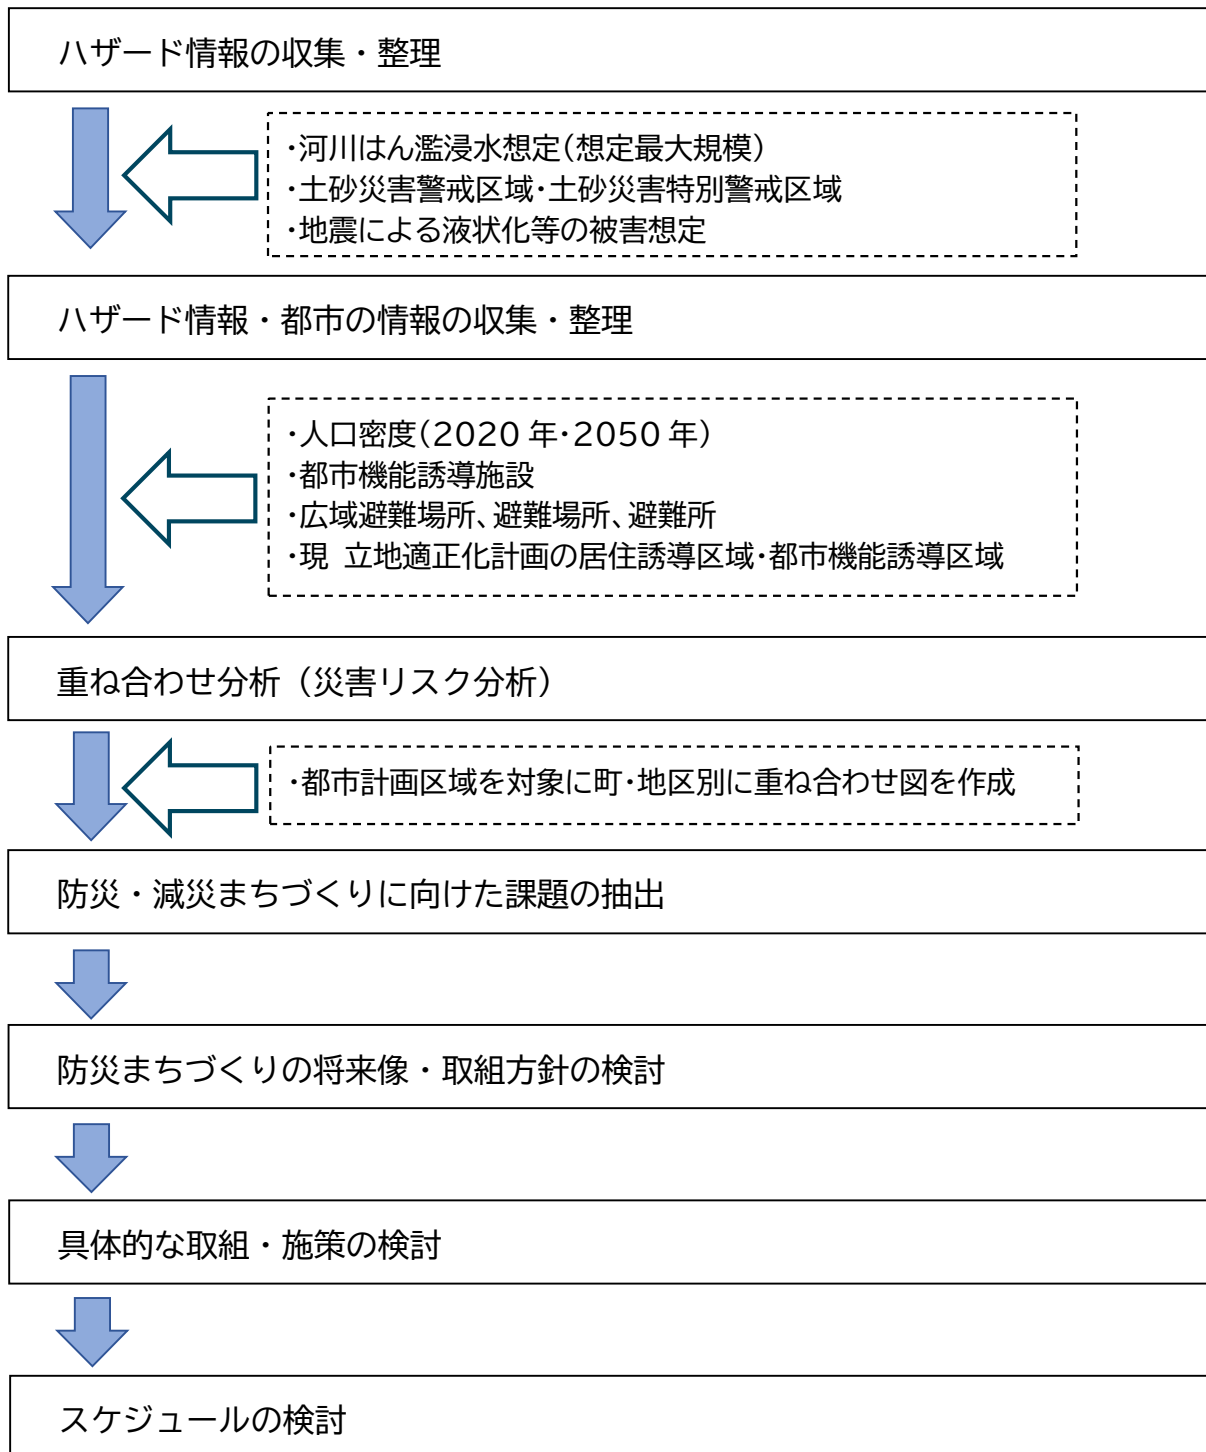 ハザード情報の収集・整理
・河川はん濫浸水想定(想定最大規模)
・土砂災害警戒区域・土砂災害特別警戒区域
・地震による液状化等の被害想定
ハザード情報・都市の情報の収集・整理
・人口密度(2020 年・2050 年)
・都市機能誘導施設
・広域避難場所、避難場所、避難所
・現 立地適正化計画の居住誘導区域・都市機能誘導区域
重ね合わせ分析(災害リスク分析)
・都市計画区域を対象に町・地区別に重ね合わせ図を作成
防災・減災まちづくりに向けた課題の抽出
防災まちづくりの将来像・取組方針の検討
具体的な取組・施策の検討
スケジュールの検討